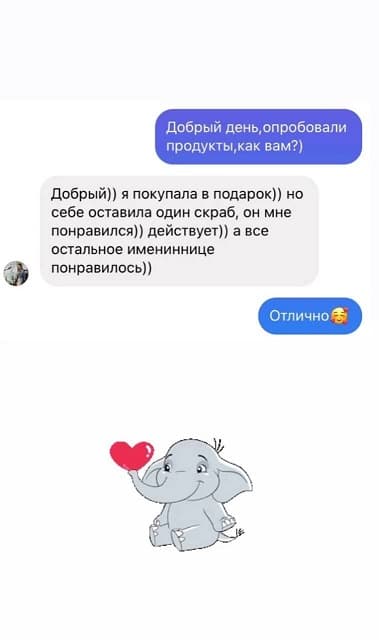 Добрый день,опробовали
продукты,как вам?)
Добрый)) я покупала в подарок)) но
себе оставила один скраб, он мне
понравился)) действует)) а все
остальное имениннице
понравилось))
Отлично🥰